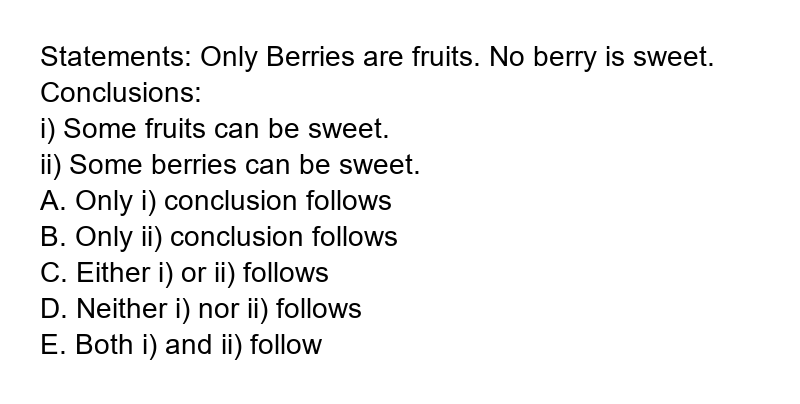 Statements: Only Berries are fruits. No berry is sweet.
Conclusions:
i) Some fruits can be sweet.
ii) Some berries can be sweet.
A. Only i) conclusion follows
B. Only ii) conclusion follows
C. Either i) or ii) follows
D. Neither i) nor ii) follows
E. Both i) and ii) follow